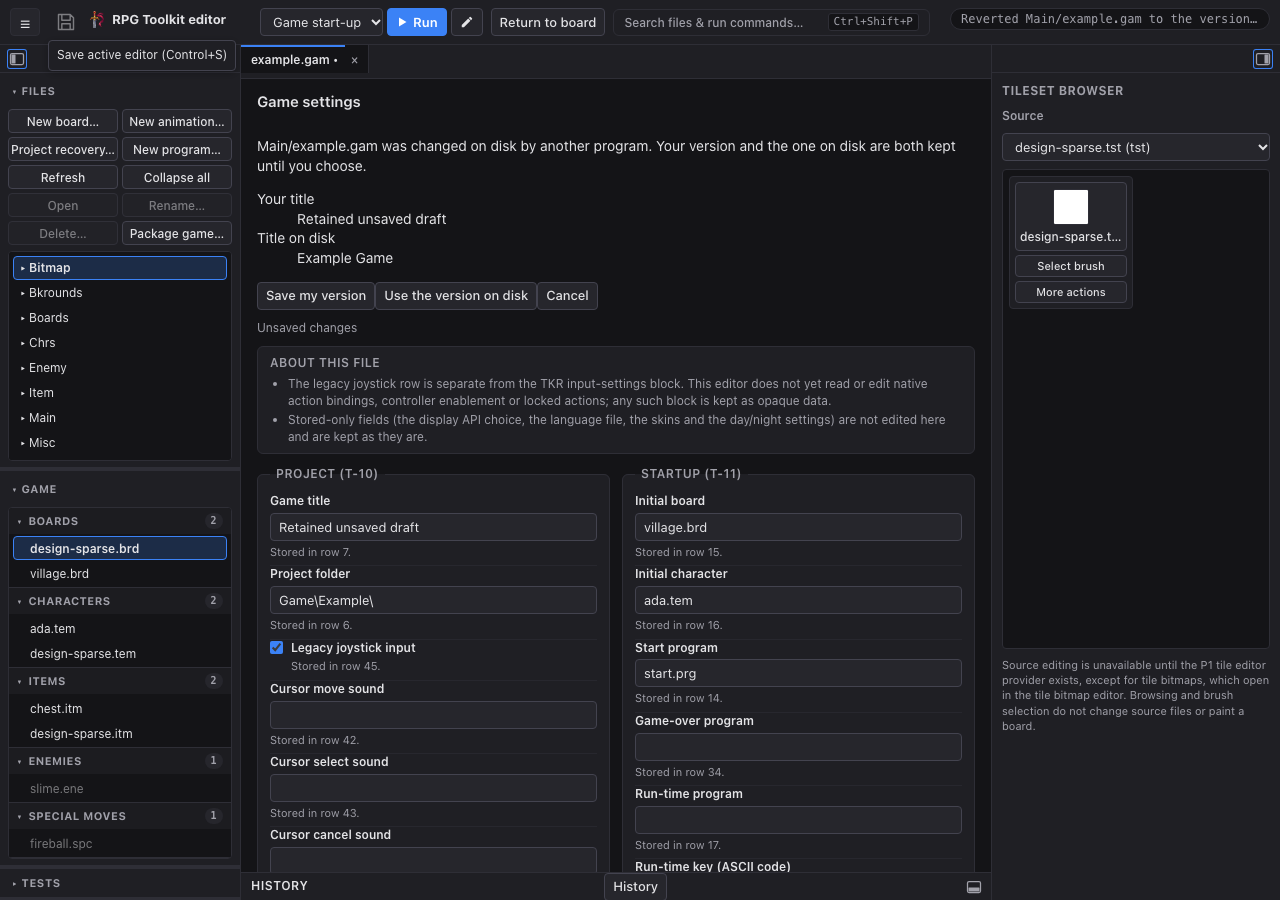 RPG Toolkit editor
Game start-up
Run
Return to board
Search files & run commands...
Ctrl+Shift+P
Reverted Main/example.gam to the version...
Save active editor (Control+S)
example.gam •
×
FILES
New board...
New animation...
Project recovery...
New program...
Refresh
Collapse all
Open
Rename...
Delete...
Package game...
Bitmap
Bkrounds
Boards
Chrs
Enemy
Item
Main
Misc
GAME
BOARDS 2
design-sparse.brd
village.brd
CHARACTERS 2
ada.tem
design-sparse.tem
ITEMS 2
chest.itm
design-sparse.itm
ENEMIES 1
slime.ene
SPECIAL MOVES 1
fireball.spc
TESTS
Game settings
Main/example.gam was changed on disk by another program. Your version and the one on disk are both kept
until you choose.
Your title
Retained unsaved draft
Title on disk
Example Game
Save my version
Use the version on disk
Cancel
Unsaved changes
ABOUT THIS FILE
• The legacy joystick row is separate from the TKR input-settings block. This editor does not yet read or edit native
action bindings, controller enablement or locked actions; any such block is kept as opaque data.
• Stored-only fields (the display API choice, the language file, the skins and the day/night settings) are not edited here
and are kept as they are.
PROJECT (T-10)
Game title
Retained unsaved draft
Stored in row 7.
Project folder
Game\Example\
Stored in row 6.
Legacy joystick input
Stored in row 45.
Cursor move sound
Stored in row 42.
Cursor select sound
Stored in row 43.
Cursor cancel sound
STARTUP (T-11)
Initial board
village.brd
Stored in row 15.
Initial character
ada.tem
Stored in row 16.
Start program
start.prg
Stored in row 14.
Game-over program
Stored in row 34.
Run-time program
Stored in row 17.
Run-time key (ASCII code)
HISTORY
History
TILESET BROWSER
Source
design-sparse.tst (tst)
design-sparse.t...
Select brush
More actions
Source editing is unavailable until the P1 tile editor
provider exists, except for tile bitmaps, which open
in the tile bitmap editor. Browsing and brush
selection do not change source files or paint a
board.